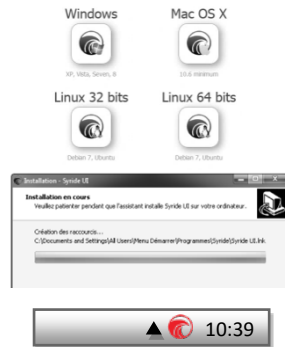 Windows
Mac OS X
XP, Vista, Seven, 8
10.6 minimum
Linux 32 bits
Linux 64 bits
Debian 7, Ubuntu
Debian 7, Ubuntu
Installation - Syride UI
Installation en cours
Veuillez patienter pendant que l'assistant installe Syride UI sur votre ordinateur.
Création des raccourcis...
C:\Documents and Settings\All Users\Menu Démarrer\Programmes\Syride\Syride UI.lnk
10:39